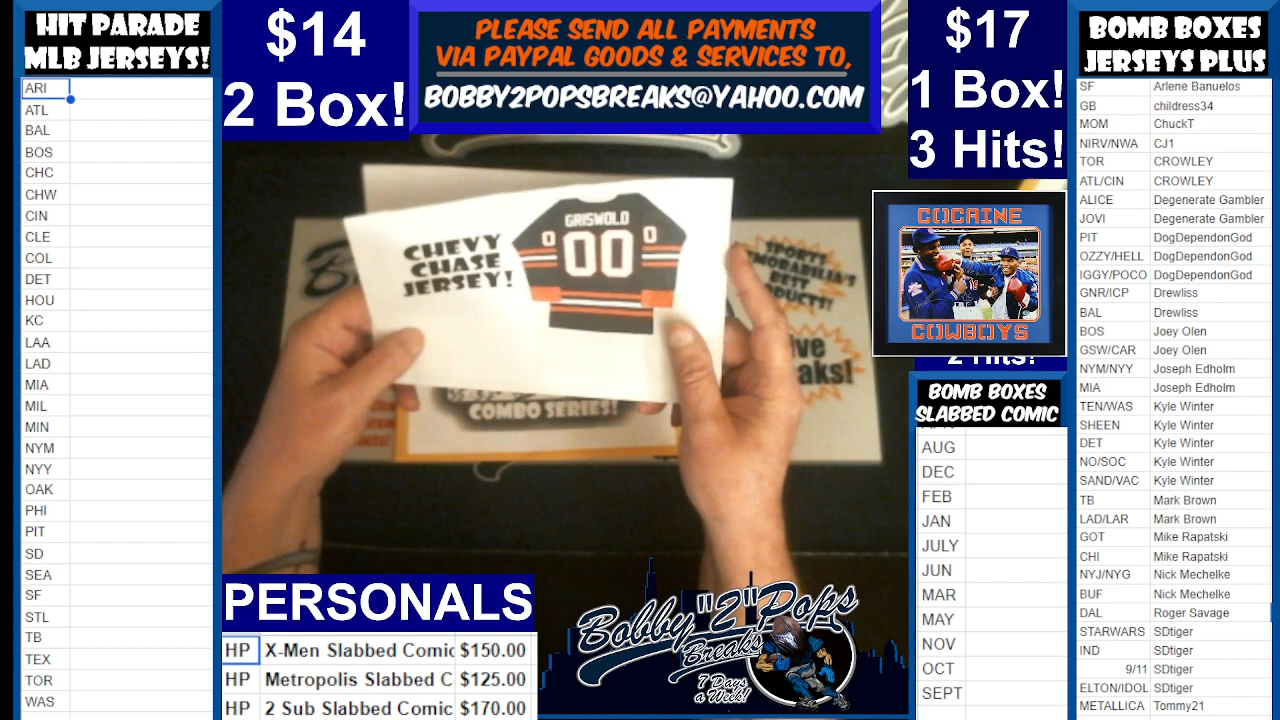 HIT PARADE
MLB JERSEYS!
ARI
ATL
BAL
BOS
CHC
CHW
CIN
CLE
COL
DET
HOU
KC
LAA
LAD
MIA
MIL
MIN
NYM
NYY
OAK
PHI
PIT
SD
SEA
SF
STL
TB
TEX
TOR
WAS
$14
2 Box!
PLEASE SEND ALL PAYMENTS
VIA PAYPAL GOODS & SERVICES TO,
BOBBY2POPSBREAKS@YAHOO.COM
CHEVY
CHASE
JERSEY!
GRISWOLD
0 00 0
SPORTS
BEST
COMBO SERIES!
PERSONALS
HP X-Men Slabbed Comic $150.00
HP Metropolis Slabbed C $125.00
HP 2 Sub Slabbed Comic $170.00
Bobby "2" Pops
Breaks
7 Days
a Week!
$17
1 Box!
3 Hits!
COCAINE
COWBOYS
2 Hits!
BOMB BOXES
SLABBED COMIC
AUG
DEC
FEB
JAN
JULY
JUN
MAR
MAY
NOV
OCT
SEPT
BOMB BOXES
JERSEYS PLUS
SF Arlene Banuelos
GB childress34
MOM ChuckT
NIRV/NWA CJ1
TOR CROWLEY
ATL/CIN CROWLEY
ALICE Degenerate Gambler
JOVI Degenerate Gambler
PIT DogDependonGod
OZZY/HELL DogDependonGod
IGGY/POCO DogDependonGod
GNR/ICP Drewliss
BAL Drewliss
BOS Joey Olen
GSW/CAR Joey Olen
NYM/NYY Joseph Edholm
MIA Joseph Edholm
TEN/WAS Kyle Winter
SHEEN Kyle Winter
DET Kyle Winter
NO/SOC Kyle Winter
SAND/VAC Kyle Winter
TB Mark Brown
LAD/LAR Mark Brown
GOT Mike Rapatski
CHI Mike Rapatski
NYJ/NYG Nick Mechelke
BUF Nick Mechelke
DAL Roger Savage
STARWARS SDtiger
IND SDtiger
9/11 SDtiger
ELTON/IDOL SDtiger
METALLICA Tommy21